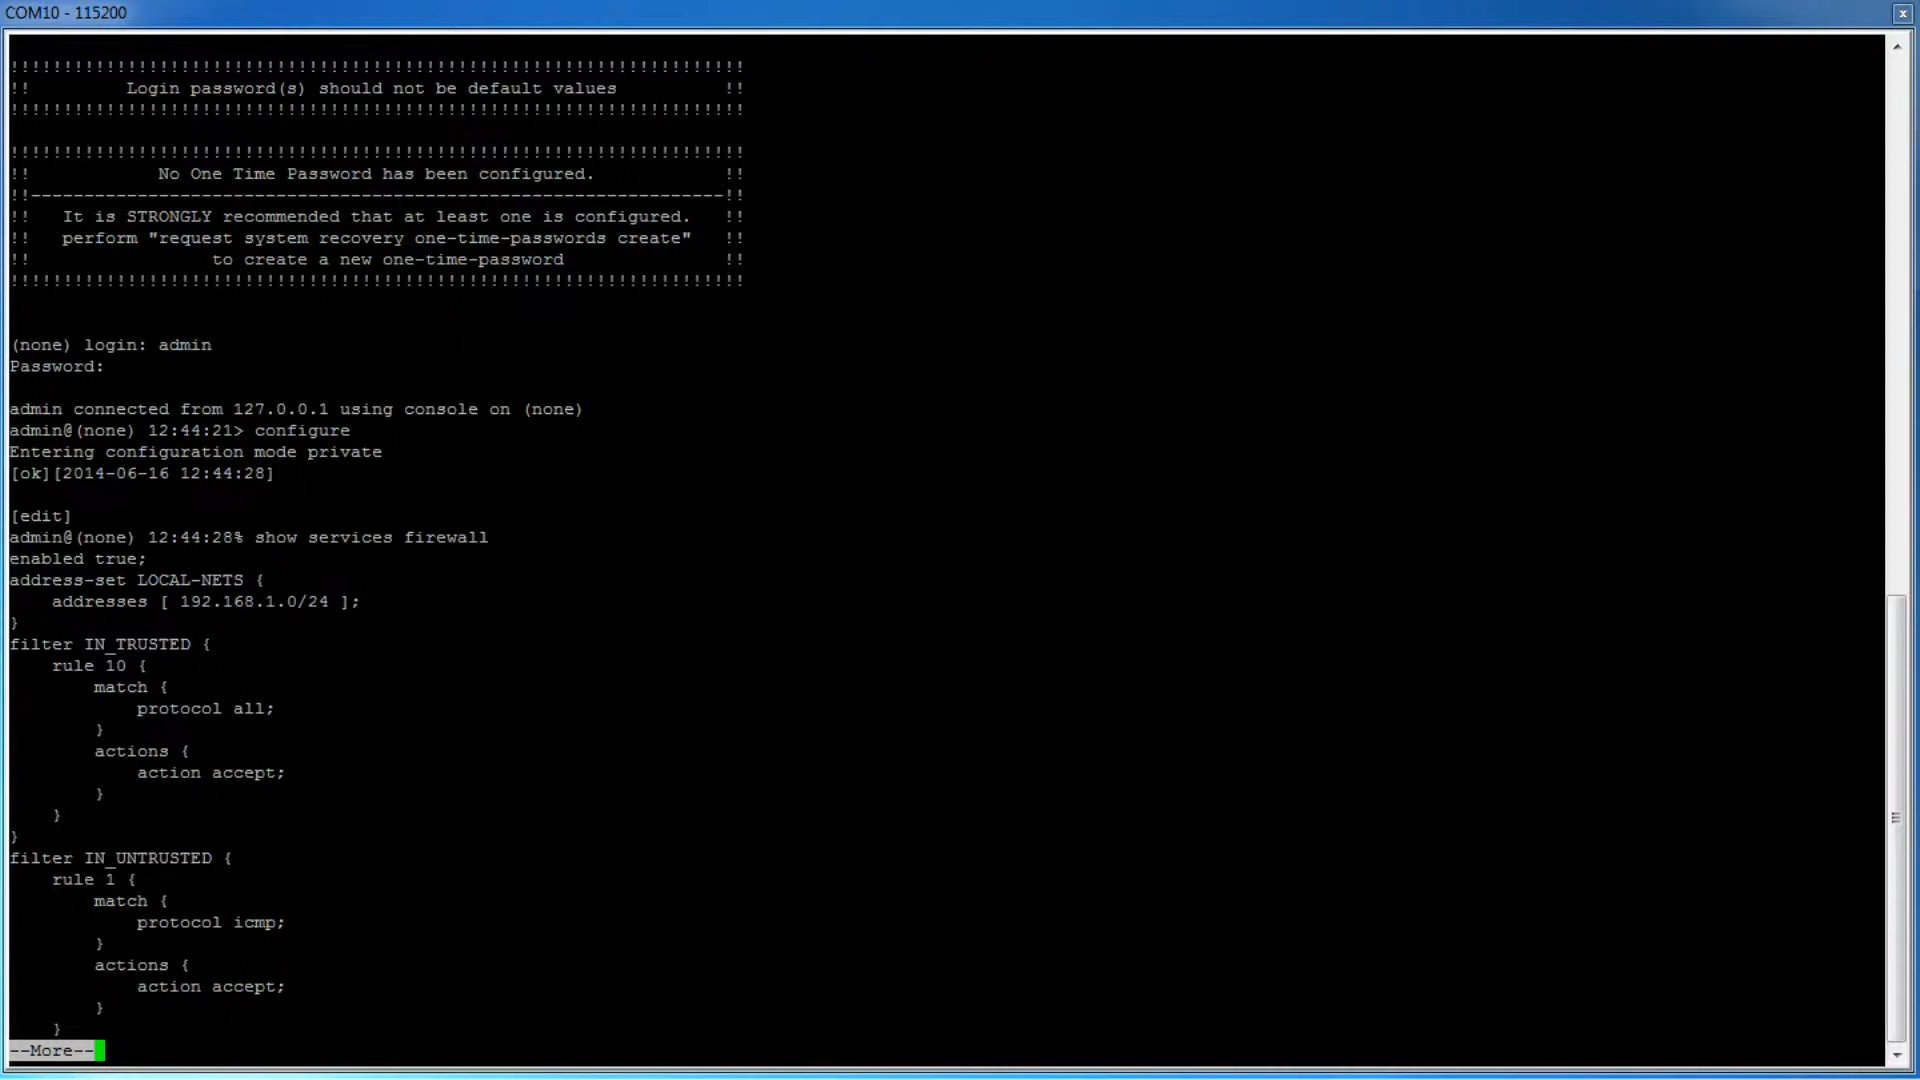 COM10 - 115200
!!!!!!!!!!!!!!!!!!!!!!!!!!!!!!!!!!!!!!!!!!!!!!!!!!!!!!!!!!!!!!!!!!!!!
!!         Login password(s) should not be default values          !!
!!!!!!!!!!!!!!!!!!!!!!!!!!!!!!!!!!!!!!!!!!!!!!!!!!!!!!!!!!!!!!!!!!!!!
!!!!!!!!!!!!!!!!!!!!!!!!!!!!!!!!!!!!!!!!!!!!!!!!!!!!!!!!!!!!!!!!!!!!!
!!            No One Time Password has been configured.            !!
!!-----------------------------------------------------------------!!
!!   It is STRONGLY recommended that at least one is configured.   !!
!!   perform "request system recovery one-time-passwords create"   !!
!!                 to create a new one-time-password               !!
!!!!!!!!!!!!!!!!!!!!!!!!!!!!!!!!!!!!!!!!!!!!!!!!!!!!!!!!!!!!!!!!!!!!!
(none) login: admin
Password:
admin connected from 127.0.0.1 using console on (none)
admin@(none) 12:44:21> configure
Entering configuration mode private
[ok][2014-06-16 12:44:28]
[edit]
admin@(none) 12:44:28% show services firewall
enabled true;
address-set LOCAL-NETS {
    addresses [ 192.168.1.0/24 ];
}
filter IN_TRUSTED {
    rule 10 {
        match {
            protocol all;
        }
        actions {
            action accept;
        }
    }
}
filter IN_UNTRUSTED {
    rule 1 {
        match {
            protocol icmp;
        }
        actions {
            action accept;
        }
    }
--More--